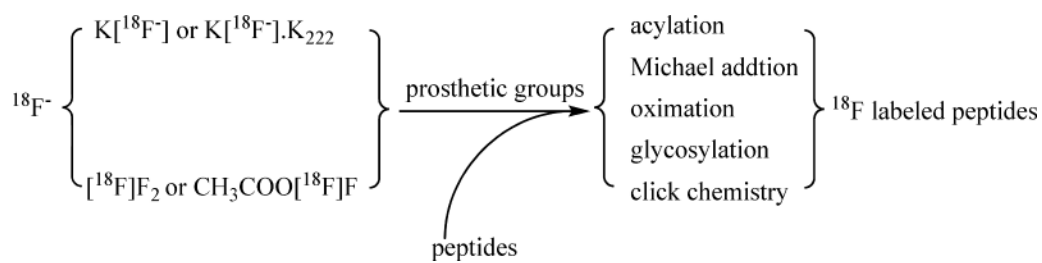 K[¹⁸F⁻] or K[¹⁸F⁻].K₂₂₂
¹⁸F⁻
[¹⁸F]F₂ or CH₃COO[¹⁸F]F
prosthetic groups
peptides
acylation
Michael addtion
oximation
glycosylation
click chemistry
¹⁸F labeled peptides